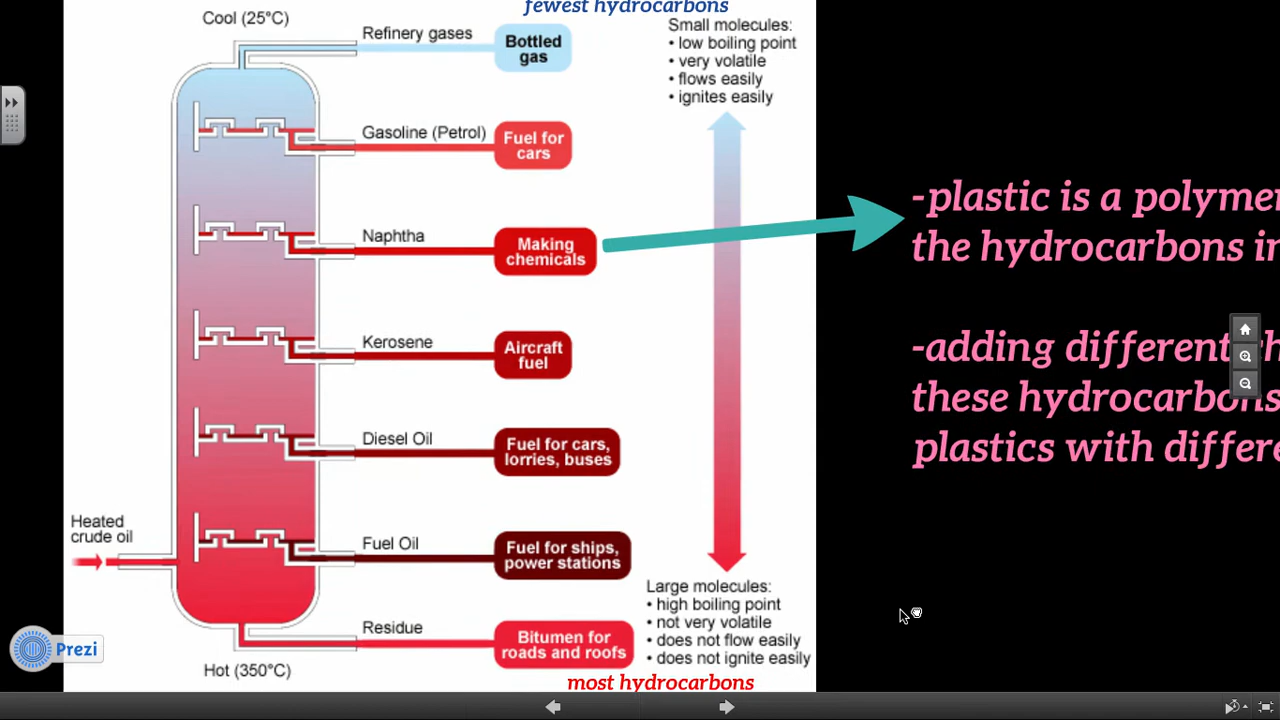 fewest hydrocarbons
Cool (25°C)
Refinery gases
Bottled
gas
Small molecules:
• low boiling point
• very volatile
• flows easily
• ignites easily
Gasoline (Petrol)
Fuel for
cars
Naphtha
Making
chemicals
-plastic is a
the hydrocarbons
Kerosene
Aircraft
fuel
-adding different
these hydrocarbons
plastics with
Diesel Oil
Fuel for cars,
lorries, buses
Heated
crude oil
Fuel Oil
Fuel for ships,
power stations
Large molecules:
• high boiling point
• not very volatile
• does not flow easily
• does not ignite easily
Residue
Bitumen for
roads and roofs
Hot (350°C)
most hydrocarbons
Prezi